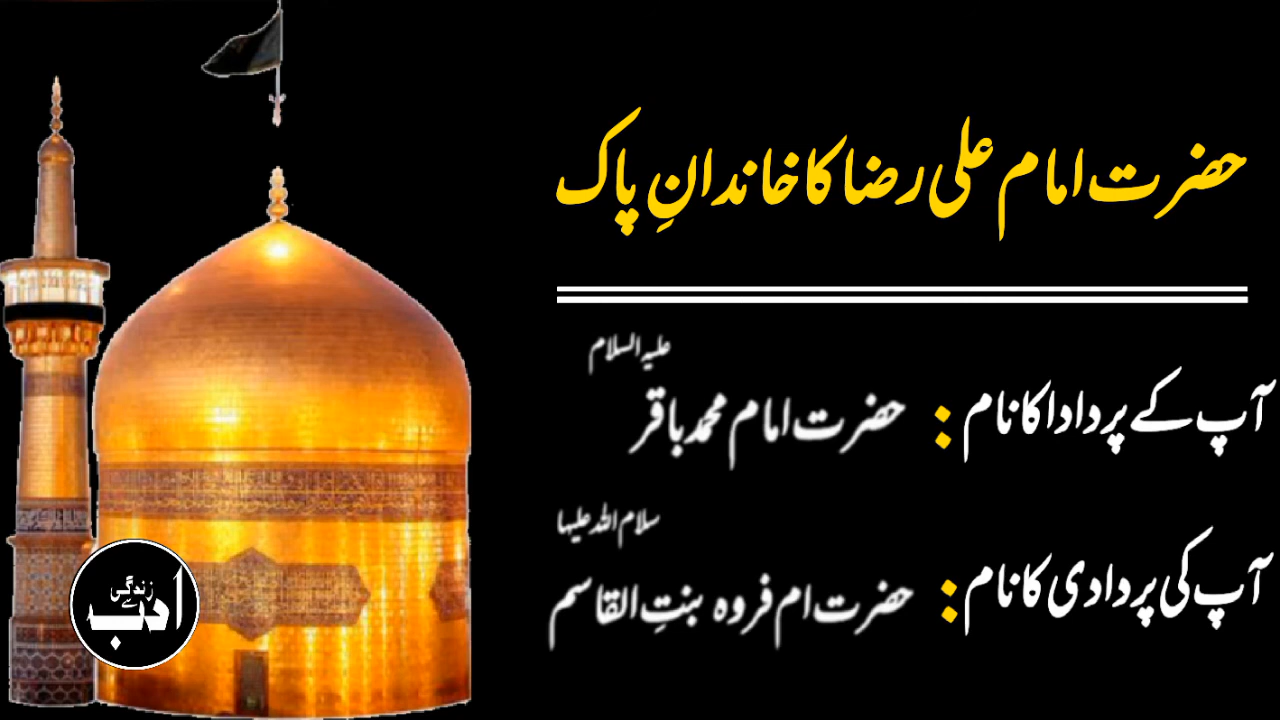 حضرت امام علی رضا کا خاندانِ پاک
آپ کے پردادا کا نام : حضرت امام محمد باقر علیہ السلام
آپ کی پردادی کا نام : حضرت ام فروہ بنتِ القاسم سلام اللہ علیہا
ادب
زندگی ہے